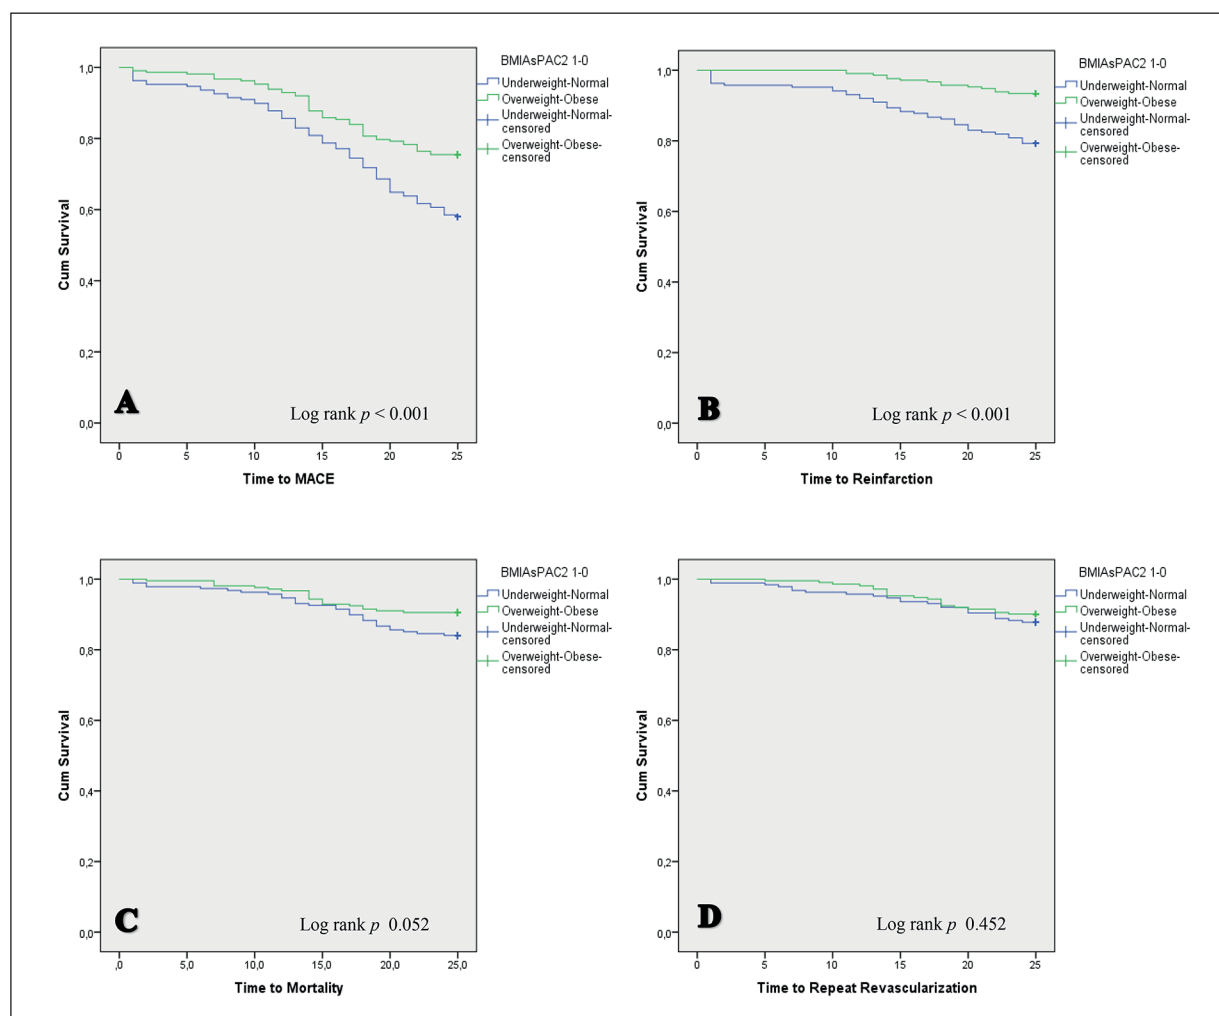 BMIAsPAC2 1-0
Underweight-Normal
Overweight-Obese
Underweight-Normal-
censored
Overweight-Obese-
censored
1,0
0,8
0,6
0,4
0,2
0,0
Cum Survival
A
Log rank p < 0.001
0 5 10 15 20 25
Time to MACE
BMIAsPAC2 1-0
Underweight-Normal
Overweight-Obese
Underweight-Normal-
censored
Overweight-Obese-
censored
1,0
0,8
0,6
0,4
0,2
0,0
Cum Survival
B
Log rank p < 0.001
0 5 10 15 20 25
Time to Reinfarction
BMIAsPAC2 1-0
Underweight-Normal
Overweight-Obese
Underweight-Normal-
censored
Overweight-Obese-
censored
1,0
0,8
0,6
0,4
0,2
0,0
Cum Survival
C
Log rank p 0.052
,0 5,0 10,0 15,0 20,0 25,0
Time to Mortality
BMIAsPAC2 1-0
Underweight-Normal
Overweight-Obese
Underweight-Normal-
censored
Overweight-Obese-
censored
1,0
0,8
0,6
0,4
0,2
0,0
Cum Survival
D
Log rank p 0.452
0 5 10 15 20 25
Time to Repeat Revascularization